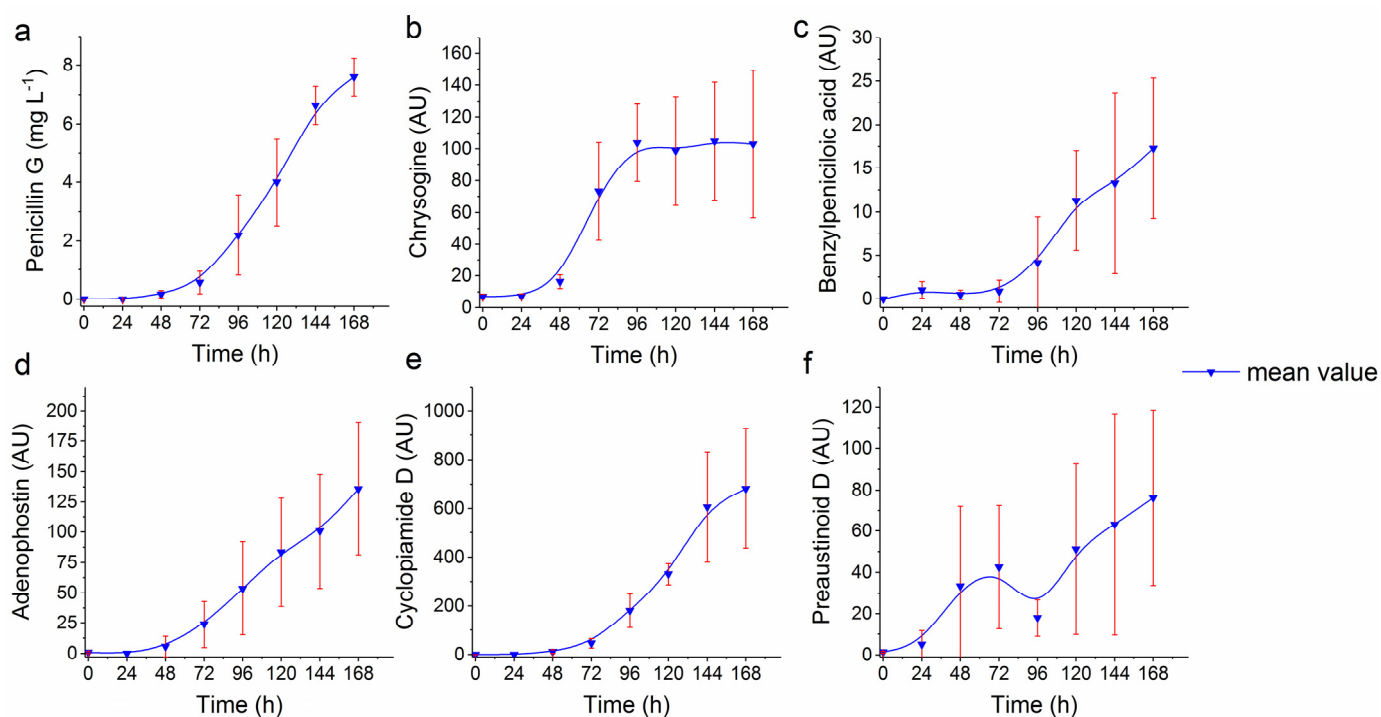 a
Penicillin G (mg L⁻¹)
8
6
4
2
0
0 24 48 72 96 120 144 168
Time (h)
b
Chrysogine (AU)
160
140
120
100
80
60
40
20
0
0 24 48 72 96 120 144 168
Time (h)
c
Benzylpeniciloic acid (AU)
30
25
20
15
10
5
0
0 24 48 72 96 120 144 168
Time (h)
d
Adenophostin (AU)
200
175
150
125
100
75
50
25
0
0 24 48 72 96 120 144 168
Time (h)
e
Cyclopiamide D (AU)
1000
800
600
400
200
0
0 24 48 72 96 120 144 168
Time (h)
f
Preaustinoid D (AU)
120
100
80
60
40
20
0
0 24 48 72 96 120 144 168
Time (h)
mean value